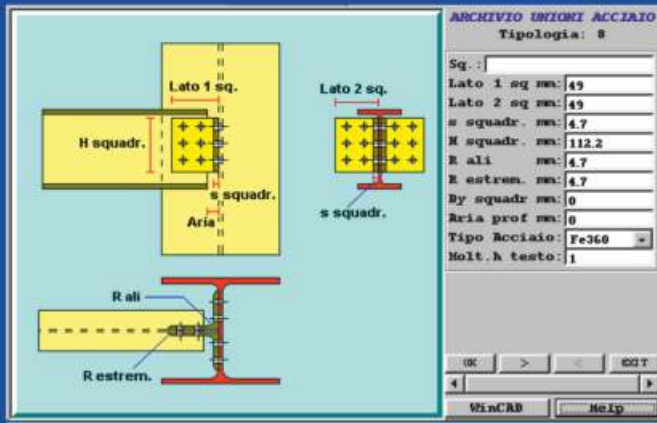 Lato 1 sq.
H squadr.
s squadr.
Aria
Lato 2 sq.
s squadr.
R ali
R estrem.
ARCHIVIO UNIONI ACCIAIO
Tipologia: 8
Sq.:
Lato 1 sq mm: 49
Lato 2 sq mm: 49
s squadr. mm: 4.7
H squadr. mm: 112.2
R ali mm: 4.7
R estrem. mm: 4.7
Dy squadr mm: 0
Aria prof mm: 0
Tipo Acciaio: Fe360
Molt.h testo: 1
OK > < EXIT
WinCAD Help